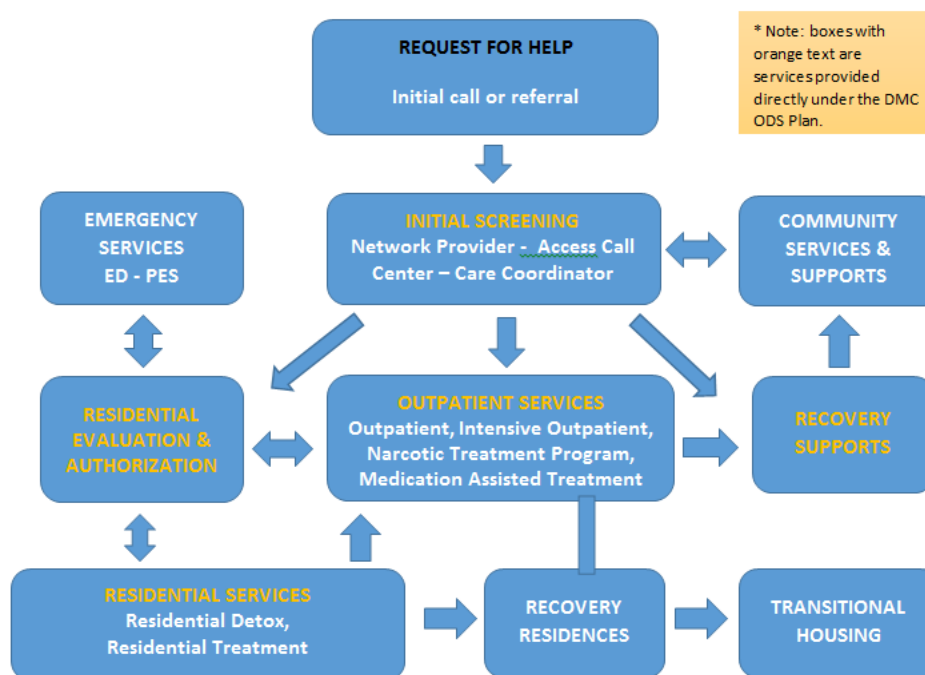 REQUEST FOR HELP
Initial call or referral
* Note: boxes with
orange text are
services provided
directly under the DMC
ODS Plan.
EMERGENCY
SERVICES
ED - PES
INITIAL SCREENING
Network Provider - Access Call
Center – Care Coordinator
COMMUNITY
SERVICES &
SUPPORTS
RESIDENTIAL
EVALUATION &
AUTHORIZATION
OUTPATIENT SERVICES
Outpatient, Intensive Outpatient,
Narcotic Treatment Program,
Medication Assisted Treatment
RECOVERY
SUPPORTS
RESIDENTIAL SERVICES
Residential Detox,
Residential Treatment
RECOVERY
RESIDENCES
TRANSITIONAL
HOUSING